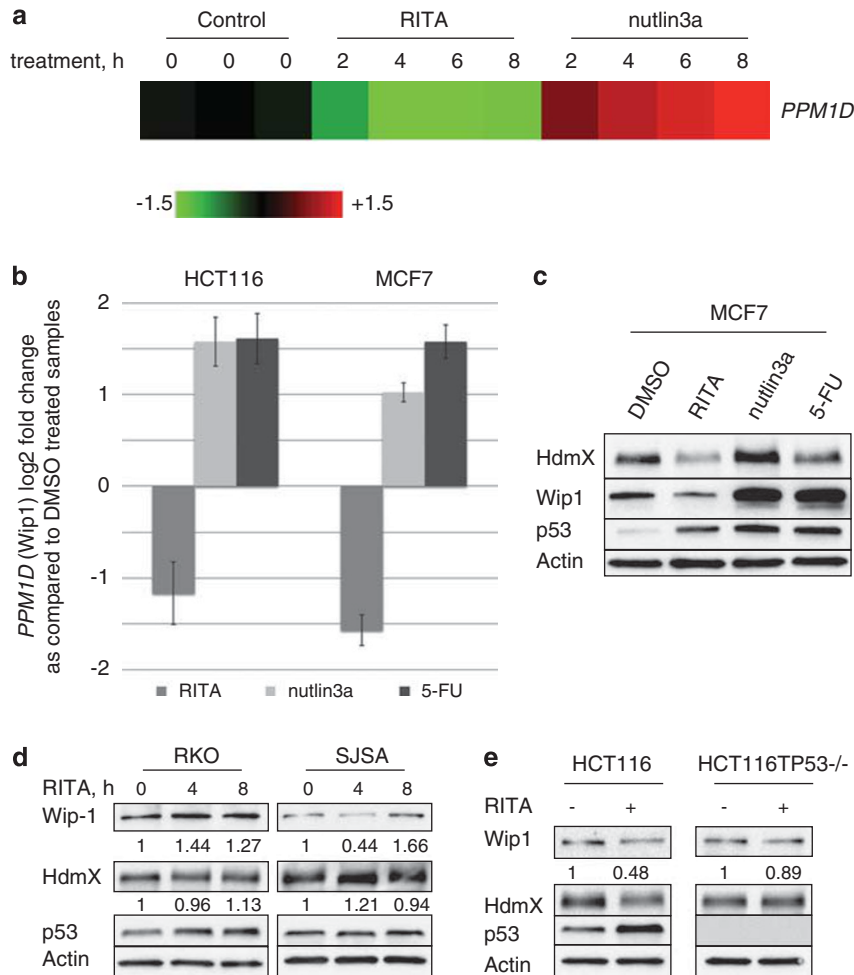 a
Control RITA nutlin3a
treatment, h 0 0 0 2 4 6 8 2 4 6 8
PPM1D
-1.5 +1.5
b
HCT116 MCF7
PPM1D (Wip1) log2 fold change
as compared to DMSO treated samples
2
1
0
-1
-2
RITA nutlin3a 5-FU
c
MCF7
DMSO RITA nutlin3a 5-FU
HdmX
Wip1
p53
Actin
d
RKO SJSA
RITA, h 0 4 8 0 4 8
Wip-1
1 1.44 1.27 1 0.44 1.66
HdmX
1 0.96 1.13 1 1.21 0.94
p53
Actin
e
HCT116 HCT116TP53-/-
RITA - + - +
Wip1
1 0.48 1 0.89
HdmX
p53
Actin